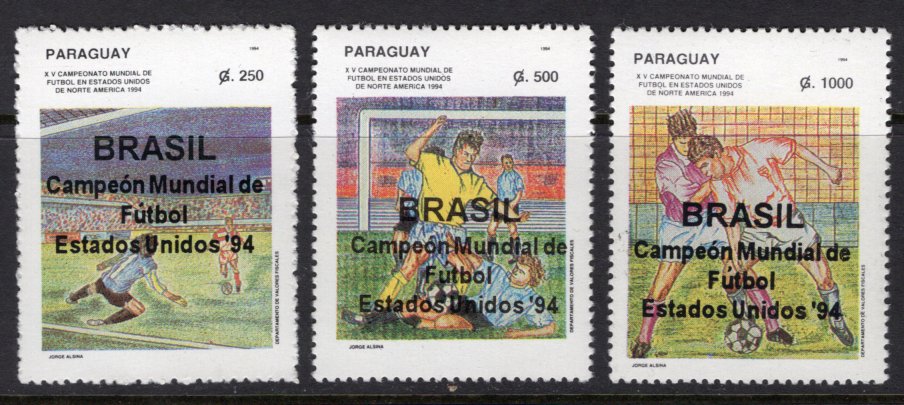 PARAGUAY
1994
X V CAMPEONATO MUNDIAL DE
FUTBOL EN ESTADOS UNIDOS
DE NORTE AMERICA 1994
₲. 250
BRASIL
Campeón Mundial de
Fútbol
Estados Unidos '94
DEPARTAMENTO DE VALORES FISCALES
JORGE ALSINA
PARAGUAY
1994
X V CAMPEONATO MUNDIAL DE
FUTBOL EN ESTADOS UNIDOS
DE NORTE AMERICA 1994
₲. 500
BRASIL
Campeón Mundial de
Fútbol
Estados Unidos '94
DEPARTAMENTO DE VALORES FISCALES
JORGE ALSINA
PARAGUAY
1994
X V CAMPEONATO MUNDIAL DE
FUTBOL EN ESTADOS UNIDOS
DE NORTE AMERICA 1994
₲. 1000
BRASIL
Campeón Mundial de
Fútbol
Estados Unidos '94
DEPARTAMENTO DE VALORES FISCALES
JORGE ALSINA